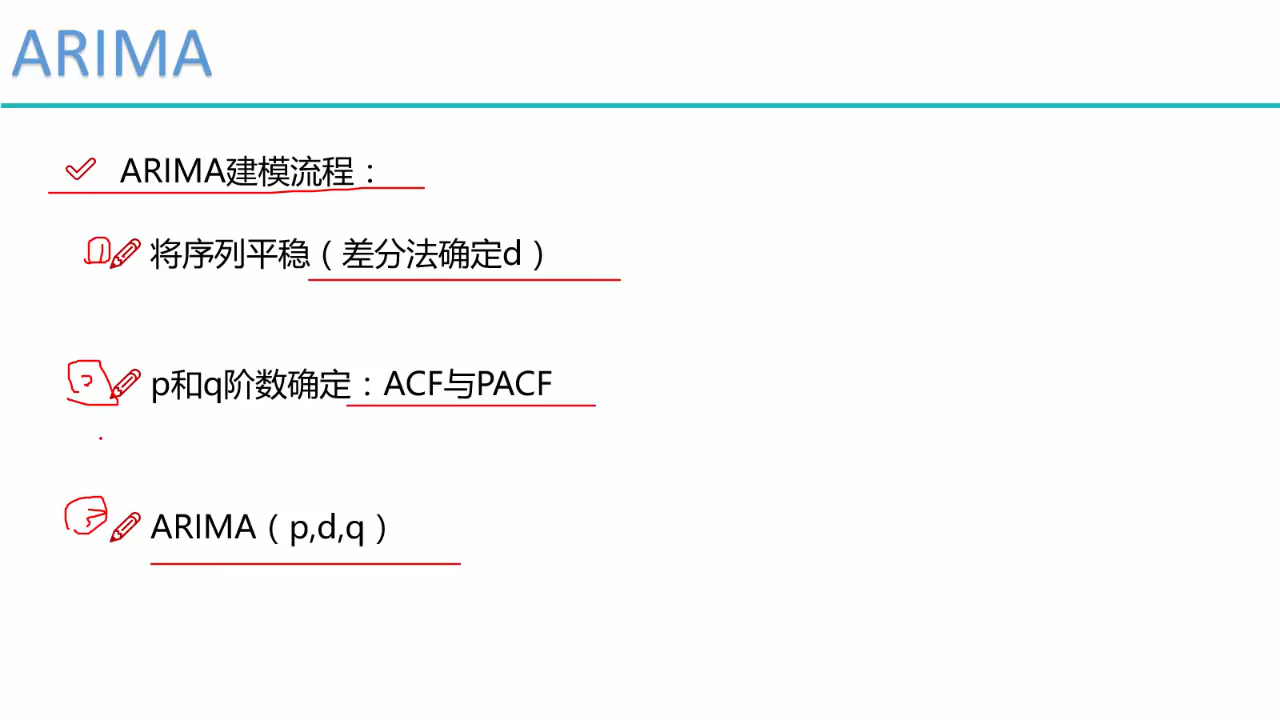 ARIMA
ARIMA建模流程：
1 将序列平稳（差分法确定d）
2 p和q阶数确定：ACF与PACF
3 ARIMA（p,d,q）